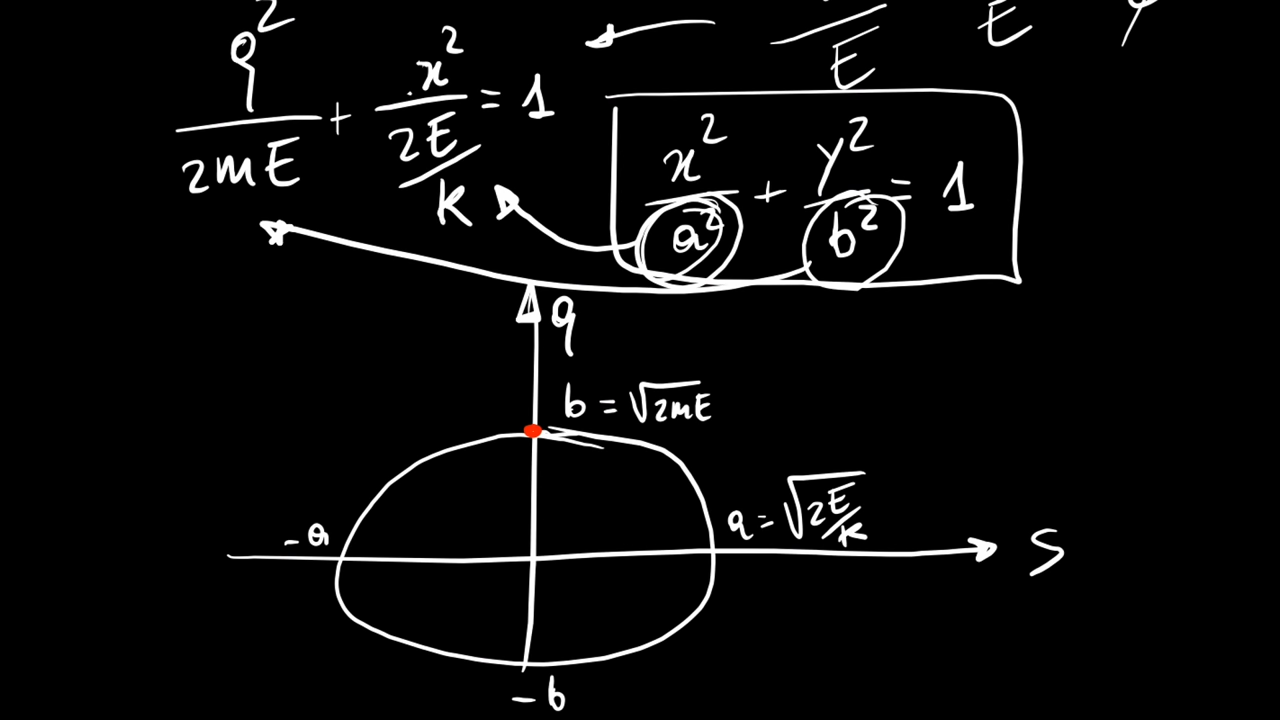 q²/2mE + x²/(2E/k) = 1
E E
x²/a² + y²/b² = 1
q
b = √2mE
a = √2E/k
-a
S
-b